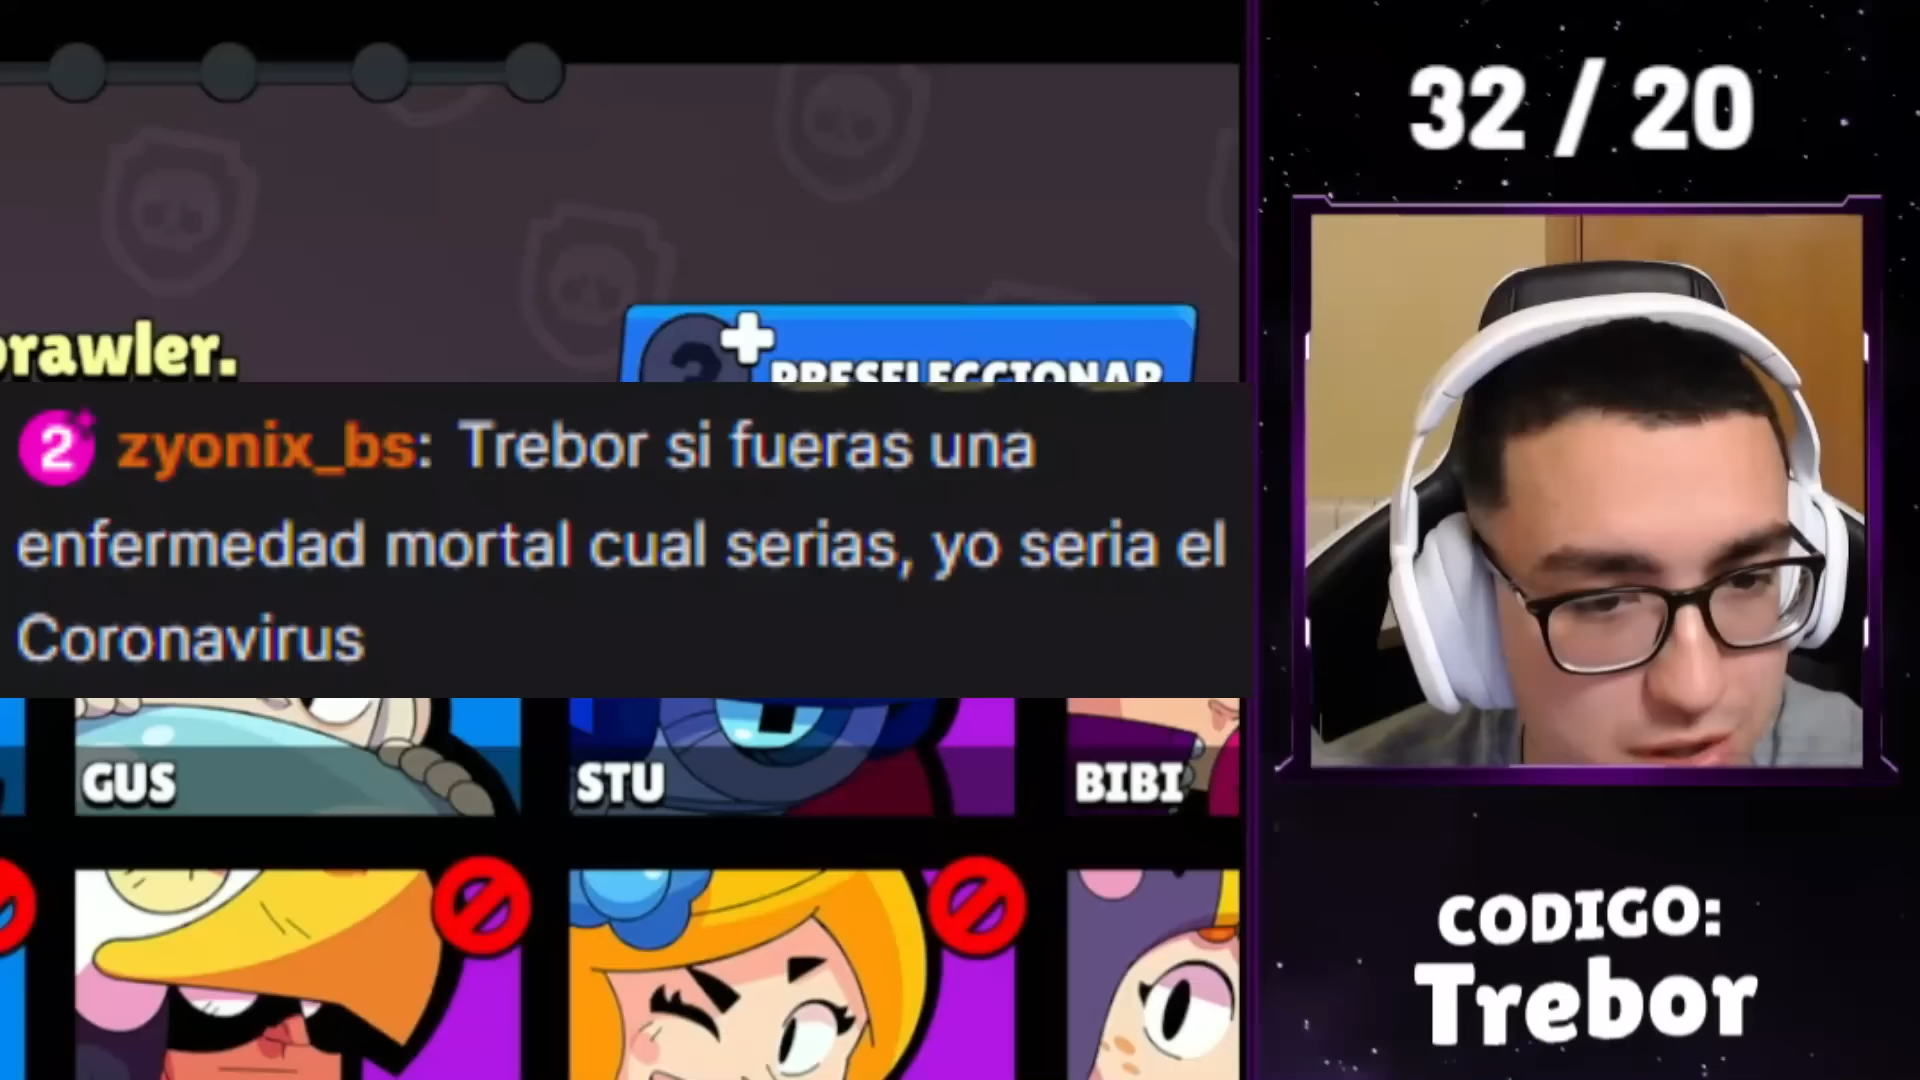 32 / 20
brawler.
PRESELECCIONAR
2 zyonix_bs: Trebor si fueras una
enfermedad mortal cual serias, yo seria el
Coronavirus
GUS
STU
BIBI
CODIGO:
Trebor